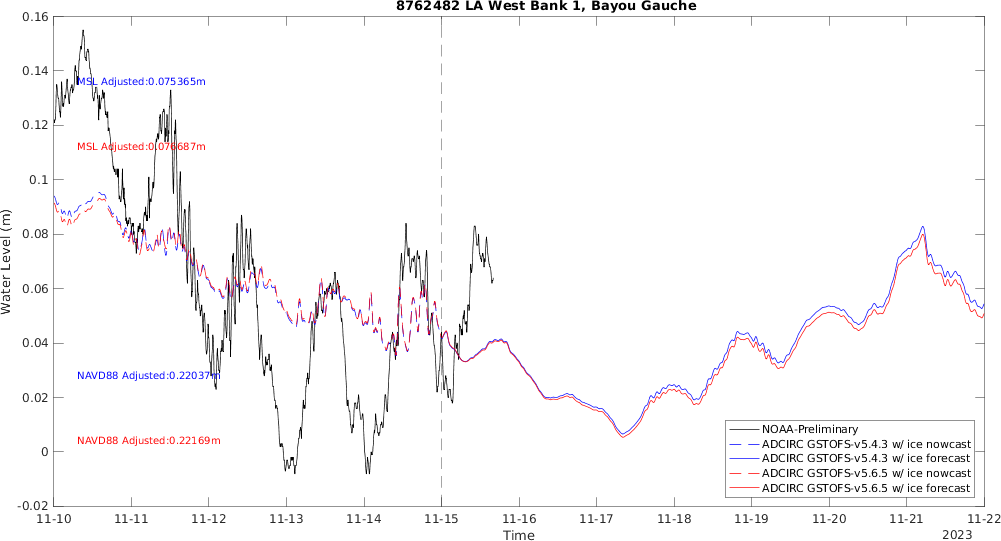 8762482 LA West Bank 1, Bayou Gauche
Water Level (m)
0.16
0.14
0.12
0.1
0.08
0.06
0.04
0.02
0
-0.02
MSL Adjusted:0.075365m
MSL Adjusted:0.076687m
NAVD88 Adjusted:0.22037m
NAVD88 Adjusted:0.22169m
NOAA-Preliminary
ADCIRC GSTOFS-v5.4.3 w/ ice nowcast
ADCIRC GSTOFS-v5.4.3 w/ ice forecast
ADCIRC GSTOFS-v5.6.5 w/ ice nowcast
ADCIRC GSTOFS-v5.6.5 w/ ice forecast
11-10 11-11 11-12 11-13 11-14 11-15 11-16 11-17 11-18 11-19 11-20 11-21 11-22
Time
2023